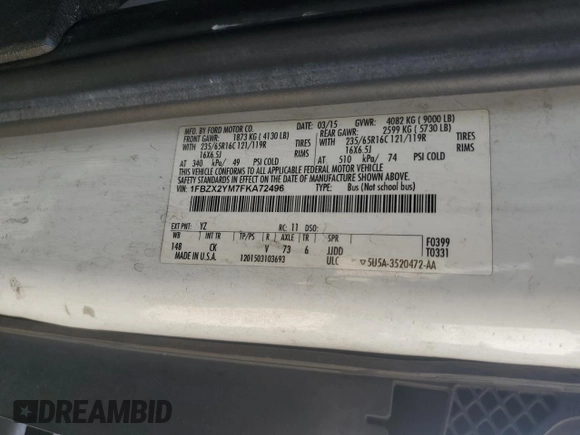 MFD. BY FORD MOTOR CO.
DATE: 03/15 GVWR: 4082 KG ( 9000 LB)
FRONT GAWR: 1873 KG ( 4130 LB) REAR GAWR: 2599 KG ( 5730 LB)
WITH 235/65R16C 121/119R TIRES WITH 235/65R16C 121/119R TIRES
16X6.5J RIMS 16X6.5J RIMS
AT 340 kPa/ 49 PSI COLD AT 510 kPa/ 74 PSI COLD
THIS VEHICLE CONFORMS TO ALL APPLICABLE FEDERAL MOTOR VEHICLE
SAFETY STANDARDS IN EFFECT ON THE DATE OF MANUFACTURE SHOWN ABOVE.
VIN: 1FBZX2YM7FKA72496 TYPE: Bus (Not school bus)
EXT PNT: YZ RC: 11 DSO:
WB INT TR TP/PS R AXLE TR SPR F0399
148 CK V 73 6 JJDD T0331
MADE IN U.S.A. 1201503103693 ULC 5U5A-3520472-AA
DREAMBID